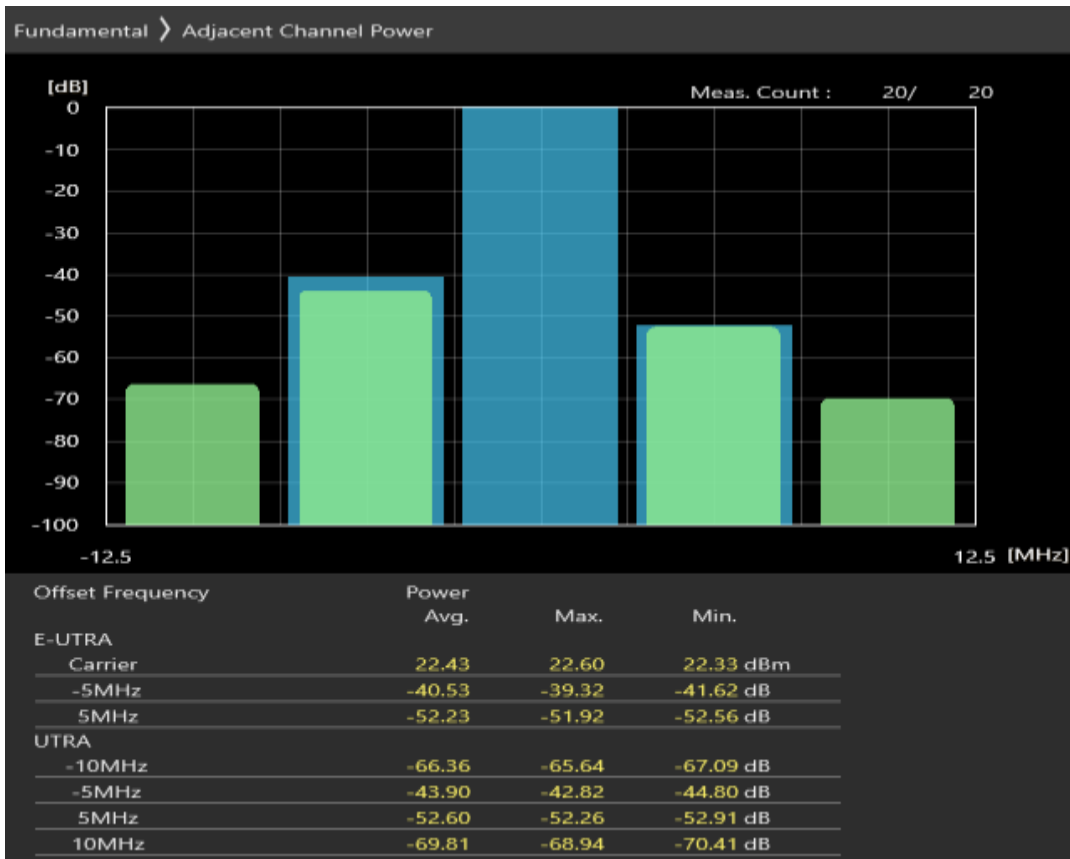 Fundamental 》 Adjacent Channel Power
[dB]
Meas. Count : 20/ 20
0
-10
-20
-30
-40
-50
-60
-70
-80
-90
-100
-12.5 12.5 [MHz]
Offset Frequency Power
Avg. Max. Min.
E-UTRA
Carrier 22.43 22.60 22.33 dBm
-5MHz -40.53 -39.32 -41.62 dB
5MHz -52.23 -51.92 -52.56 dB
UTRA
-10MHz -66.36 -65.64 -67.09 dB
-5MHz -43.90 -42.82 -44.80 dB
5MHz -52.60 -52.26 -52.91 dB
10MHz -69.81 -68.94 -70.41 dB